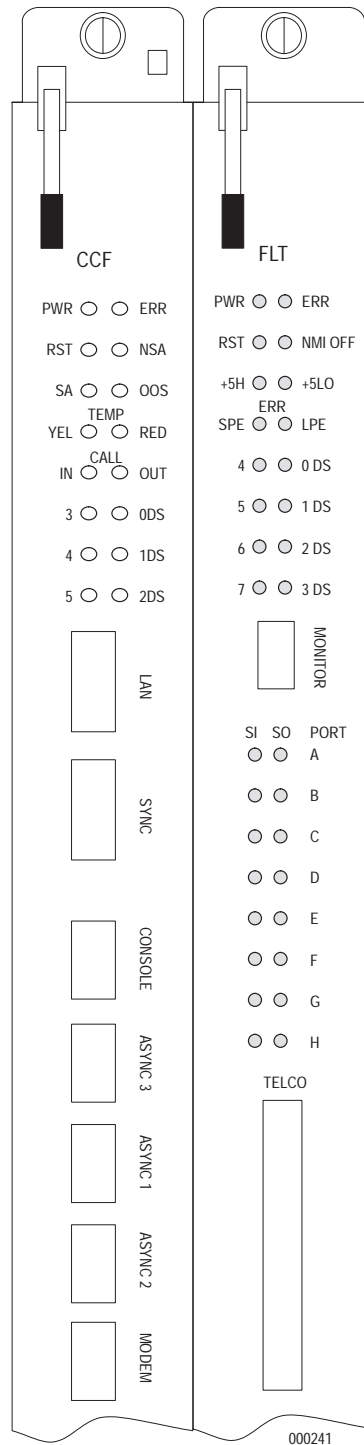 CCF
PWR ERR
RST NSA
SA OOS
TEMP
YEL RED
CALL
IN OUT
3 0DS
4 1DS
5 2DS
LAN
SYNC
CONSOLE
ASYNC 3
ASYNC 1
ASYNC 2
MODEM
FLT
PWR ERR
RST NMI OFF
+5H +5LO
ERR
SPE LPE
4 0 DS
5 1 DS
6 2 DS
7 3 DS
MONITOR
SI SO PORT
A
B
C
D
E
F
G
H
TELCO
000241